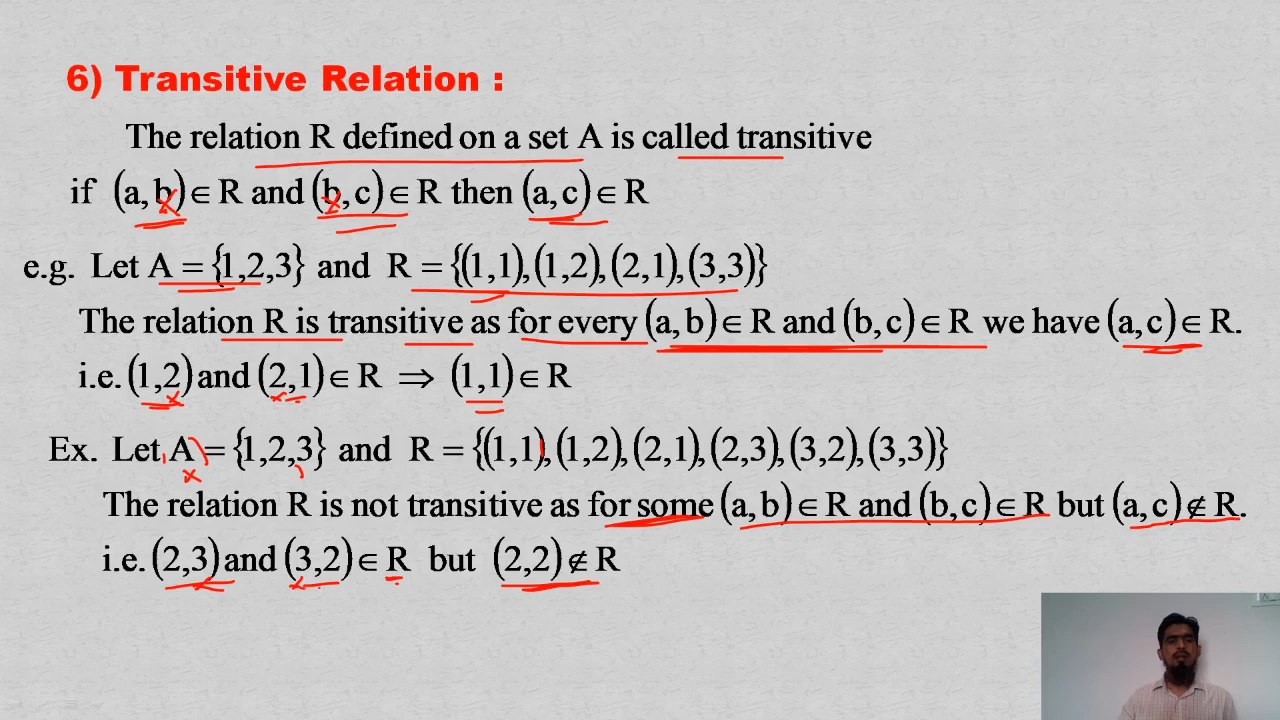 6) Transitive Relation :
The relation R defined on a set A is called transitive
if (a,b)∈R and (b,c)∈R then (a,c)∈R
e.g. Let A = {1,2,3} and R = {(1,1),(1,2),(2,1),(3,3)}
The relation R is transitive as for every (a,b)∈R and (b,c)∈R we have (a,c)∈R.
i.e.(1,2)and (2,1)∈R ⇒ (1,1)∈R
Ex. Let A = {1,2,3} and R = {(1,1),(1,2),(2,1),(2,3),(3,2),(3,3)}
The relation R is not transitive as for some (a,b)∈R and (b,c)∈R but (a,c)∉R.
i.e.(2,3)and (3,2)∈R but (2,2)∉R